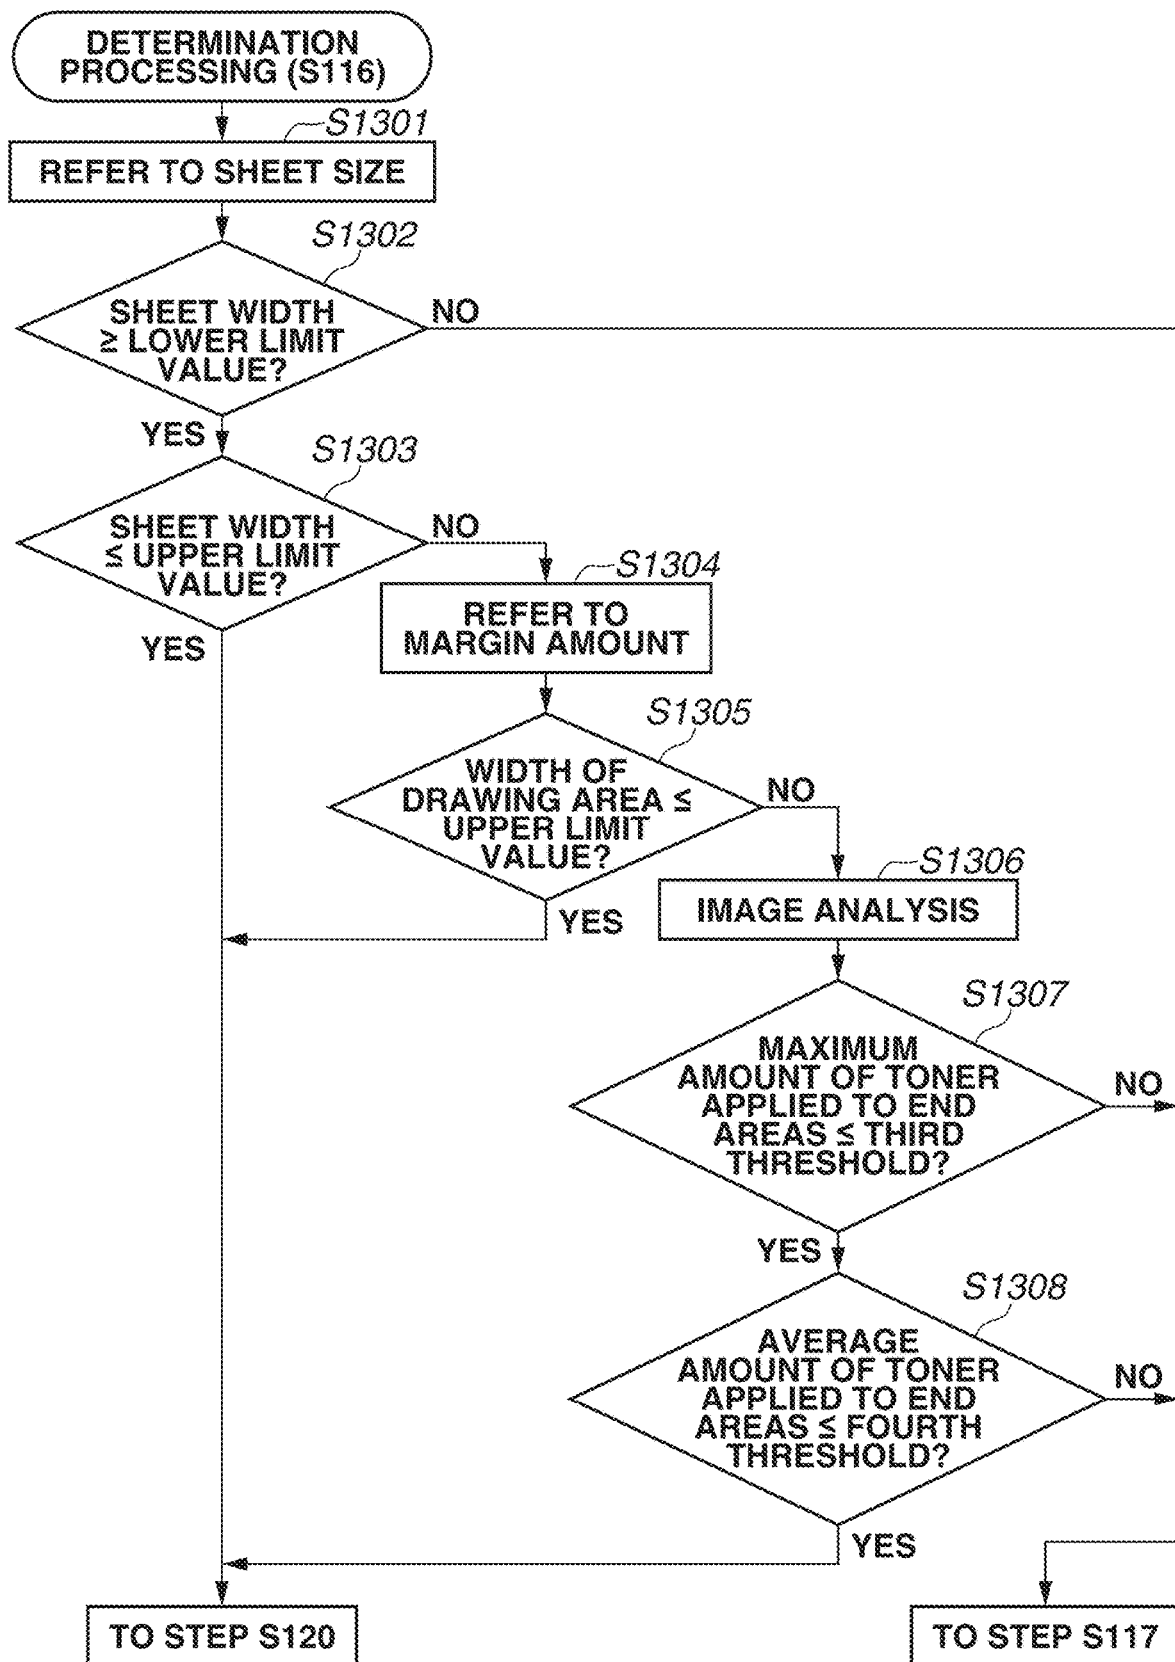 DETERMINATION
PROCESSING (S116)
S1301
REFER TO SHEET SIZE
S1302
SHEET WIDTH
≥ LOWER LIMIT
VALUE?
NO
YES
S1303
SHEET WIDTH
≤ UPPER LIMIT
VALUE?
NO
YES
S1304
REFER TO
MARGIN AMOUNT
S1305
WIDTH OF
DRAWING AREA ≤
UPPER LIMIT
VALUE?
NO
YES
S1306
IMAGE ANALYSIS
S1307
MAXIMUM
AMOUNT OF TONER
APPLIED TO END
AREAS ≤ THIRD
THRESHOLD?
NO
YES
S1308
AVERAGE
AMOUNT OF TONER
APPLIED TO END
AREAS ≤ FOURTH
THRESHOLD?
NO
YES
TO STEP S120
TO STEP S117